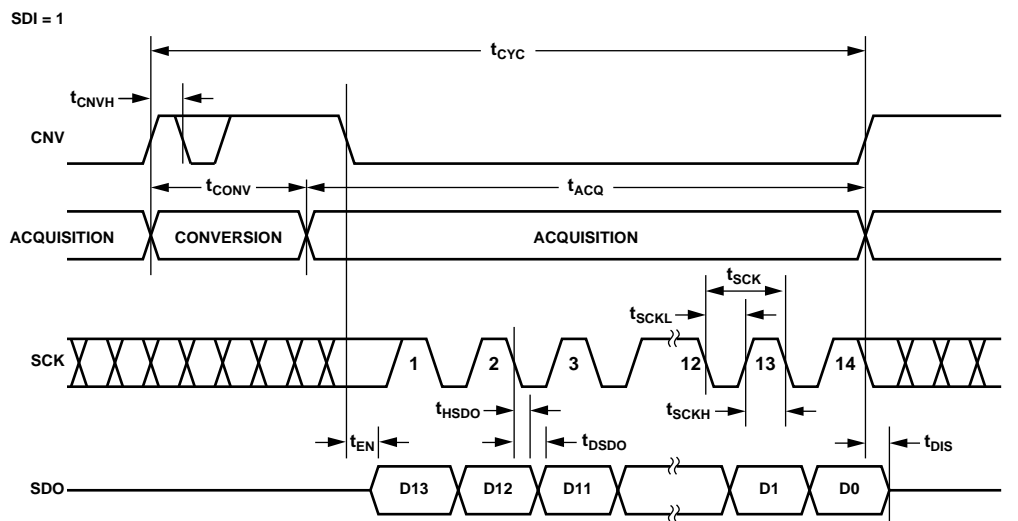 SDI = 1
tCYC
tCNVH
CNV
tCONV
tACQ
ACQUISITION CONVERSION ACQUISITION
tSCK
tSCKL
SCK 1 2 3 12 13 14
tHSDO tSCKH
tEN tDSDO tDIS
SDO D13 D12 D11 D1 D0